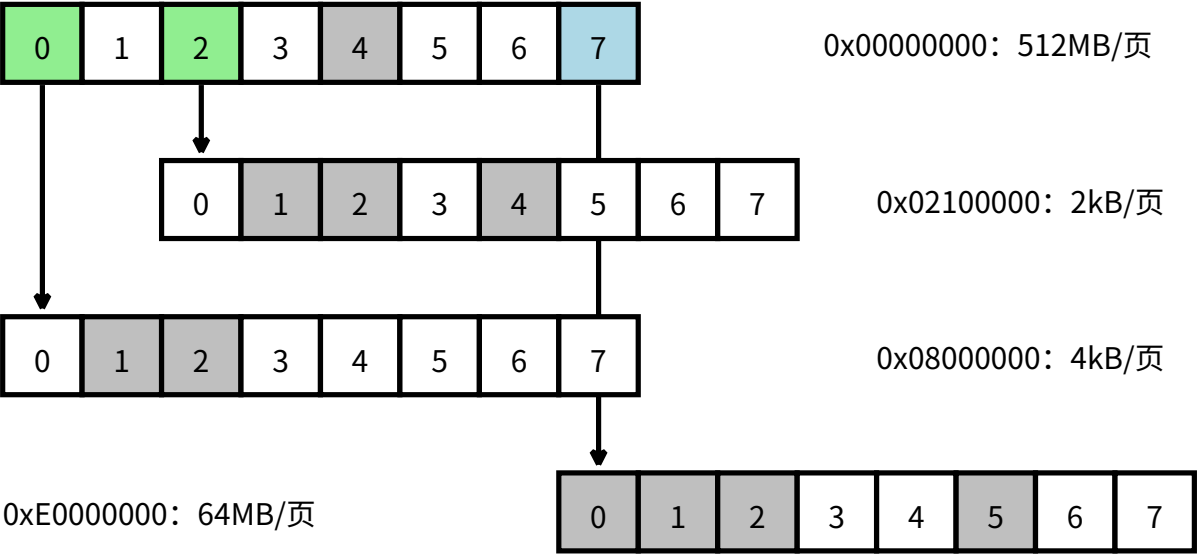 0 1 2 3 4 5 6 7 0x00000000：512MB/页
0 1 2 3 4 5 6 7 0x02100000：2kB/页
0 1 2 3 4 5 6 7 0x08000000：4kB/页
0xE0000000：64MB/页 0 1 2 3 4 5 6 7